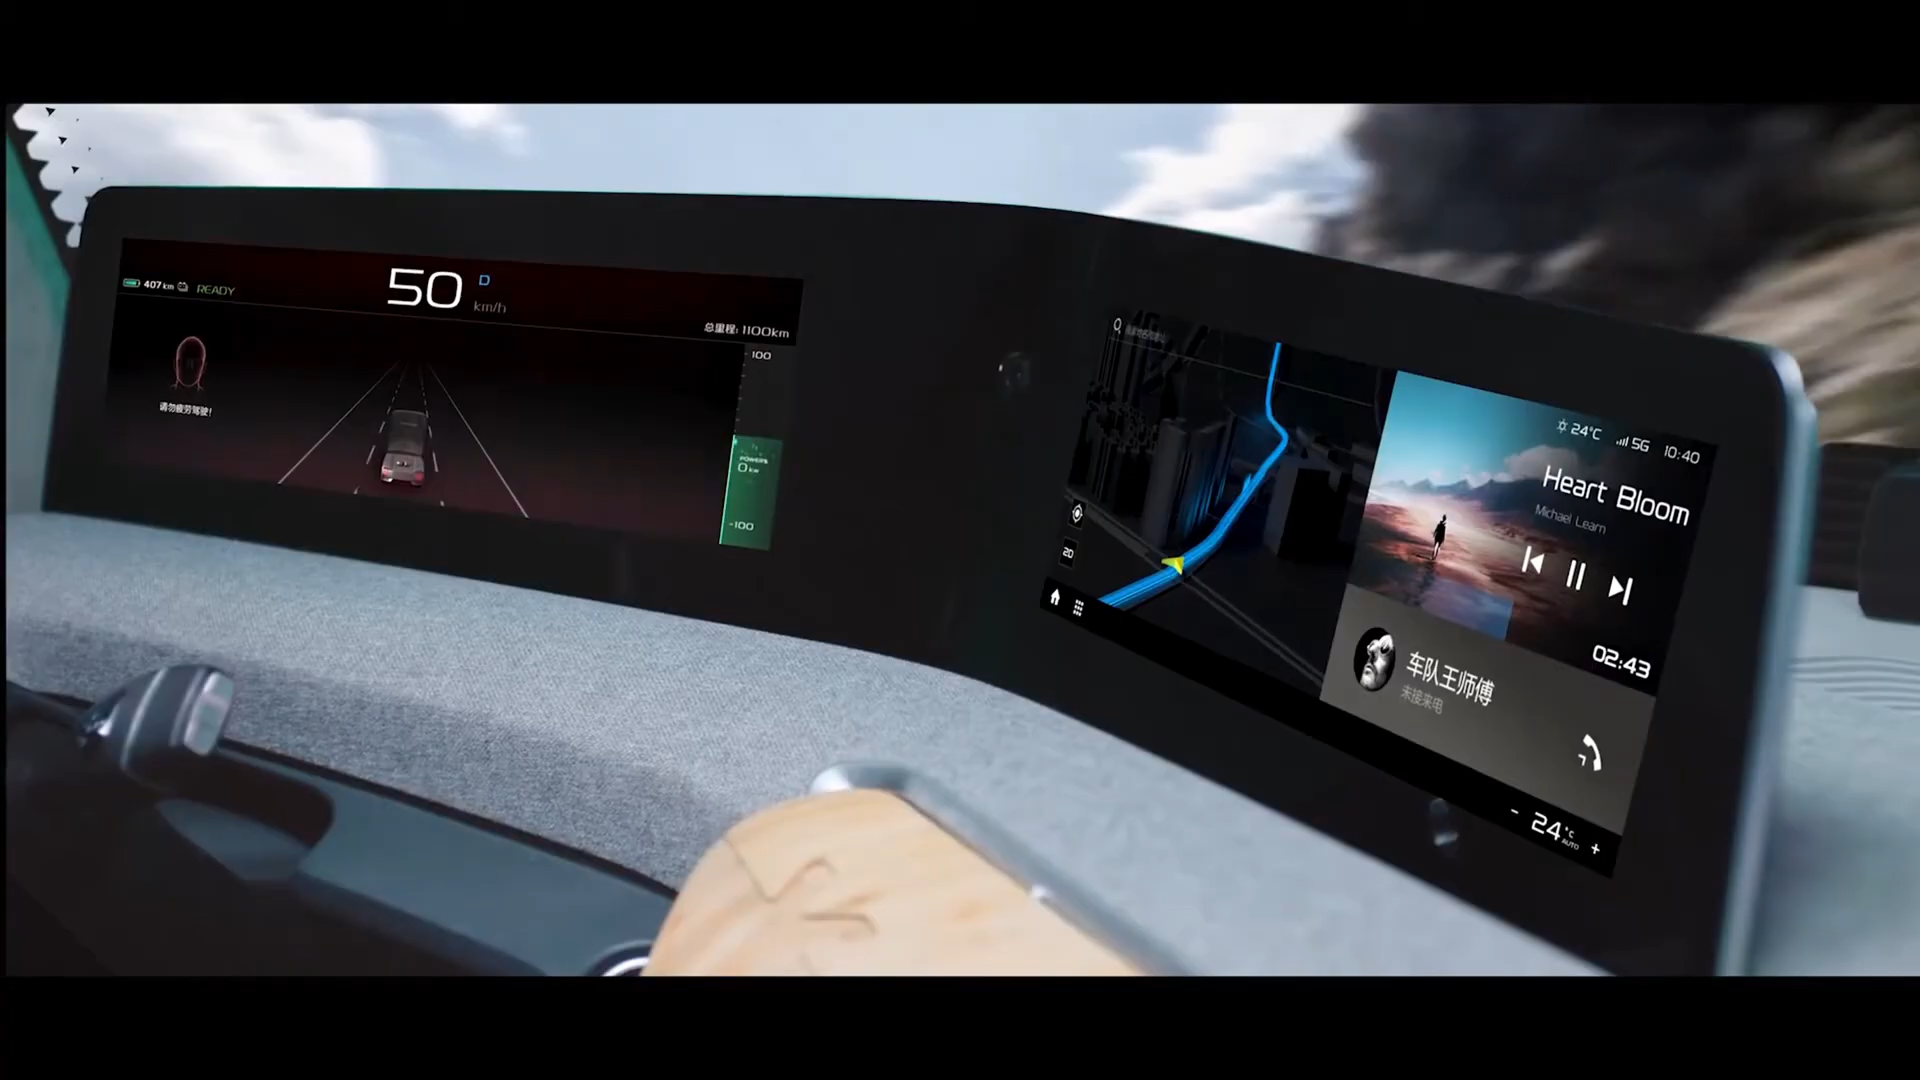 407 km
READY
50
D
km/h
总里程: 1100km
请勿疲劳驾驶!
100
POWER%
0 kW
-100
20
24°C
5G
10:40
Heart Bloom
Michael Learn
02:43
车队王师傅
未接来电
- 24°C +
AUTO